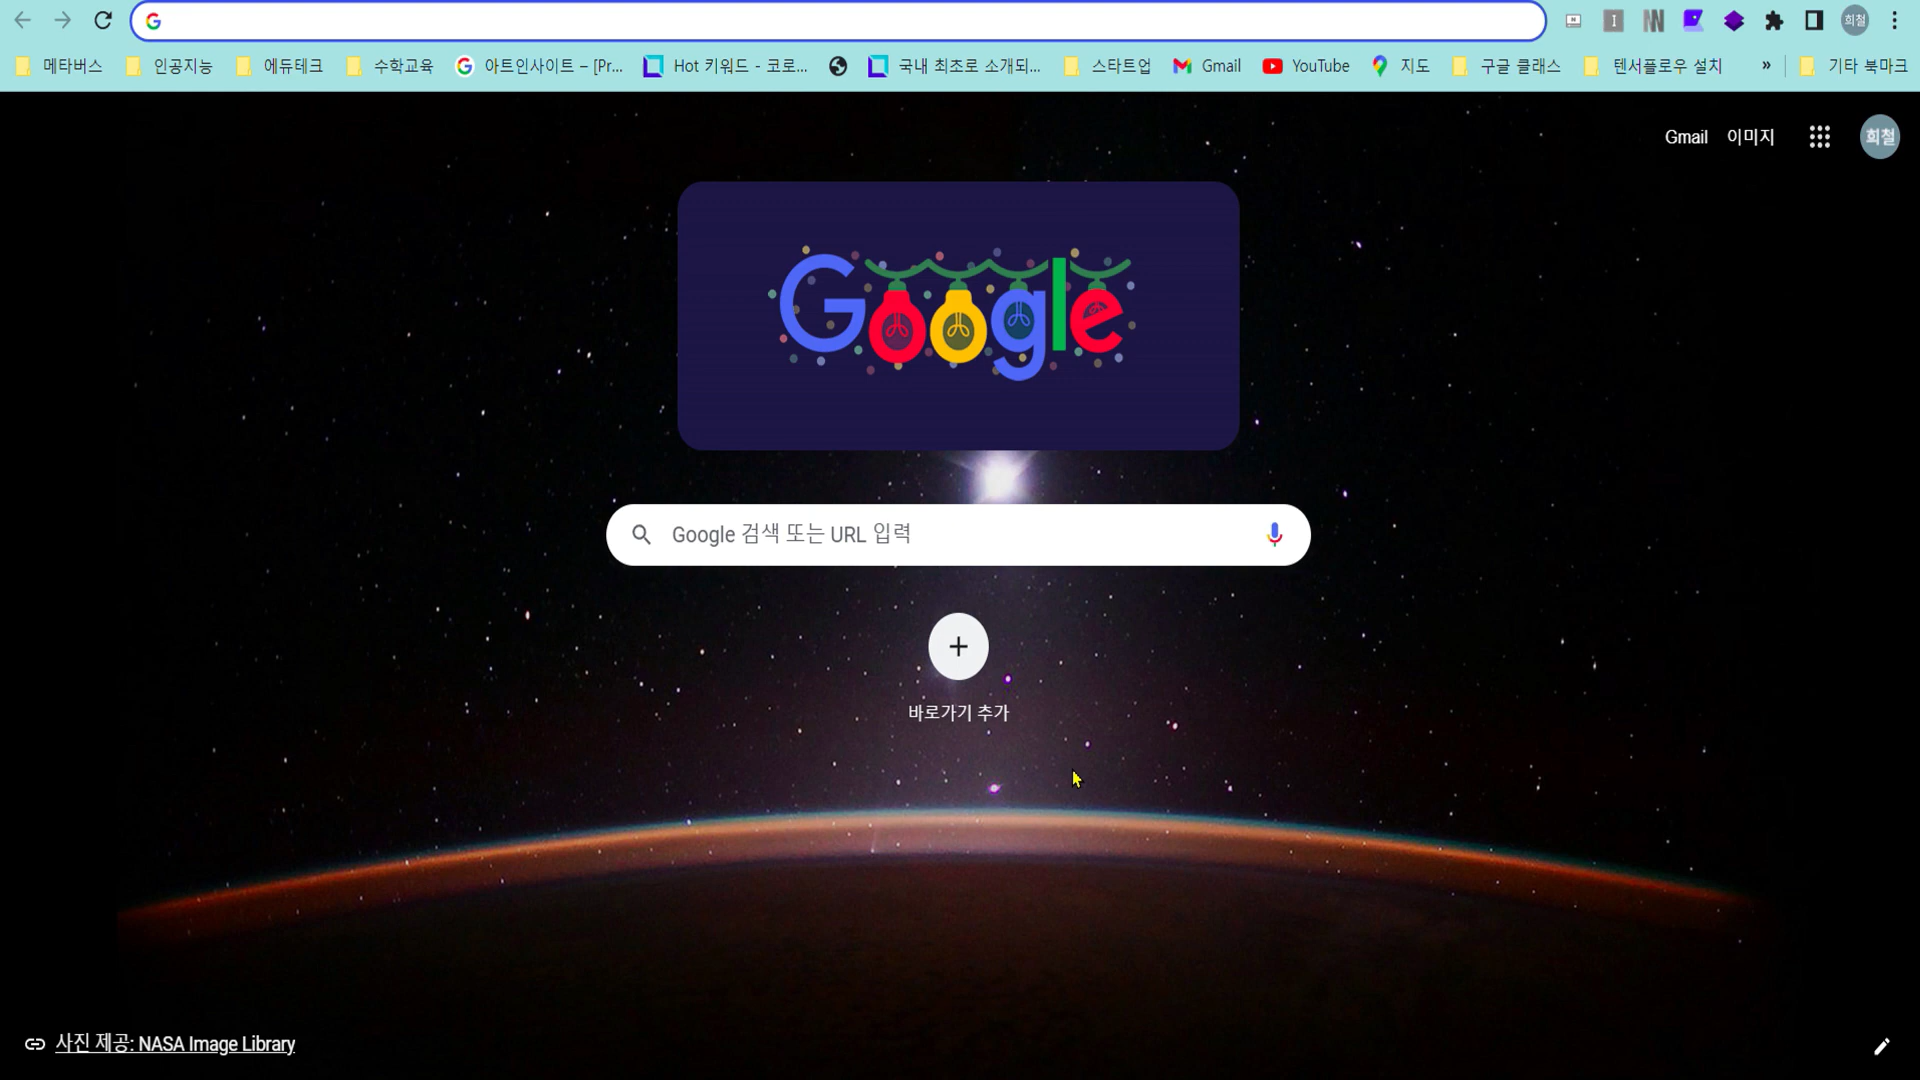 메타버스 인공지능 에듀테크 수학교육 아트인사이트 – [Pr... Hot 키워드 - 코로... 국내 최초로 소개되... 스타트업 Gmail YouTube 지도 구글 클래스 텐서플로우 설치 » 기타 북마크
희철
Gmail 이미지 희철
Google
Google 검색 또는 URL 입력
바로가기 추가
사진 제공: NASA Image Library